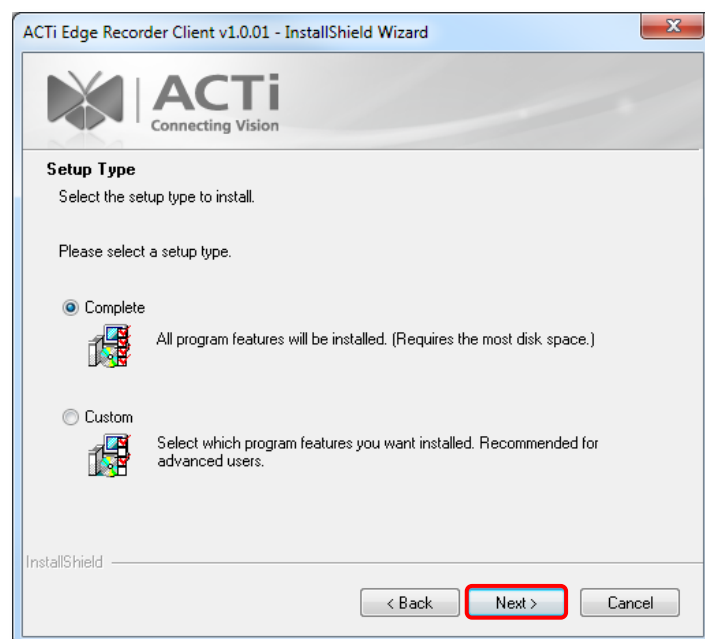 ACTi Edge Recorder Client v1.0.01 - InstallShield Wizard
ACTi
Connecting Vision
Setup Type
Select the setup type to install.
Please select a setup type.
Complete
All program features will be installed. (Requires the most disk space.)
Custom
Select which program features you want installed. Recommended for
advanced users.
InstallShield
< Back
Next >
Cancel